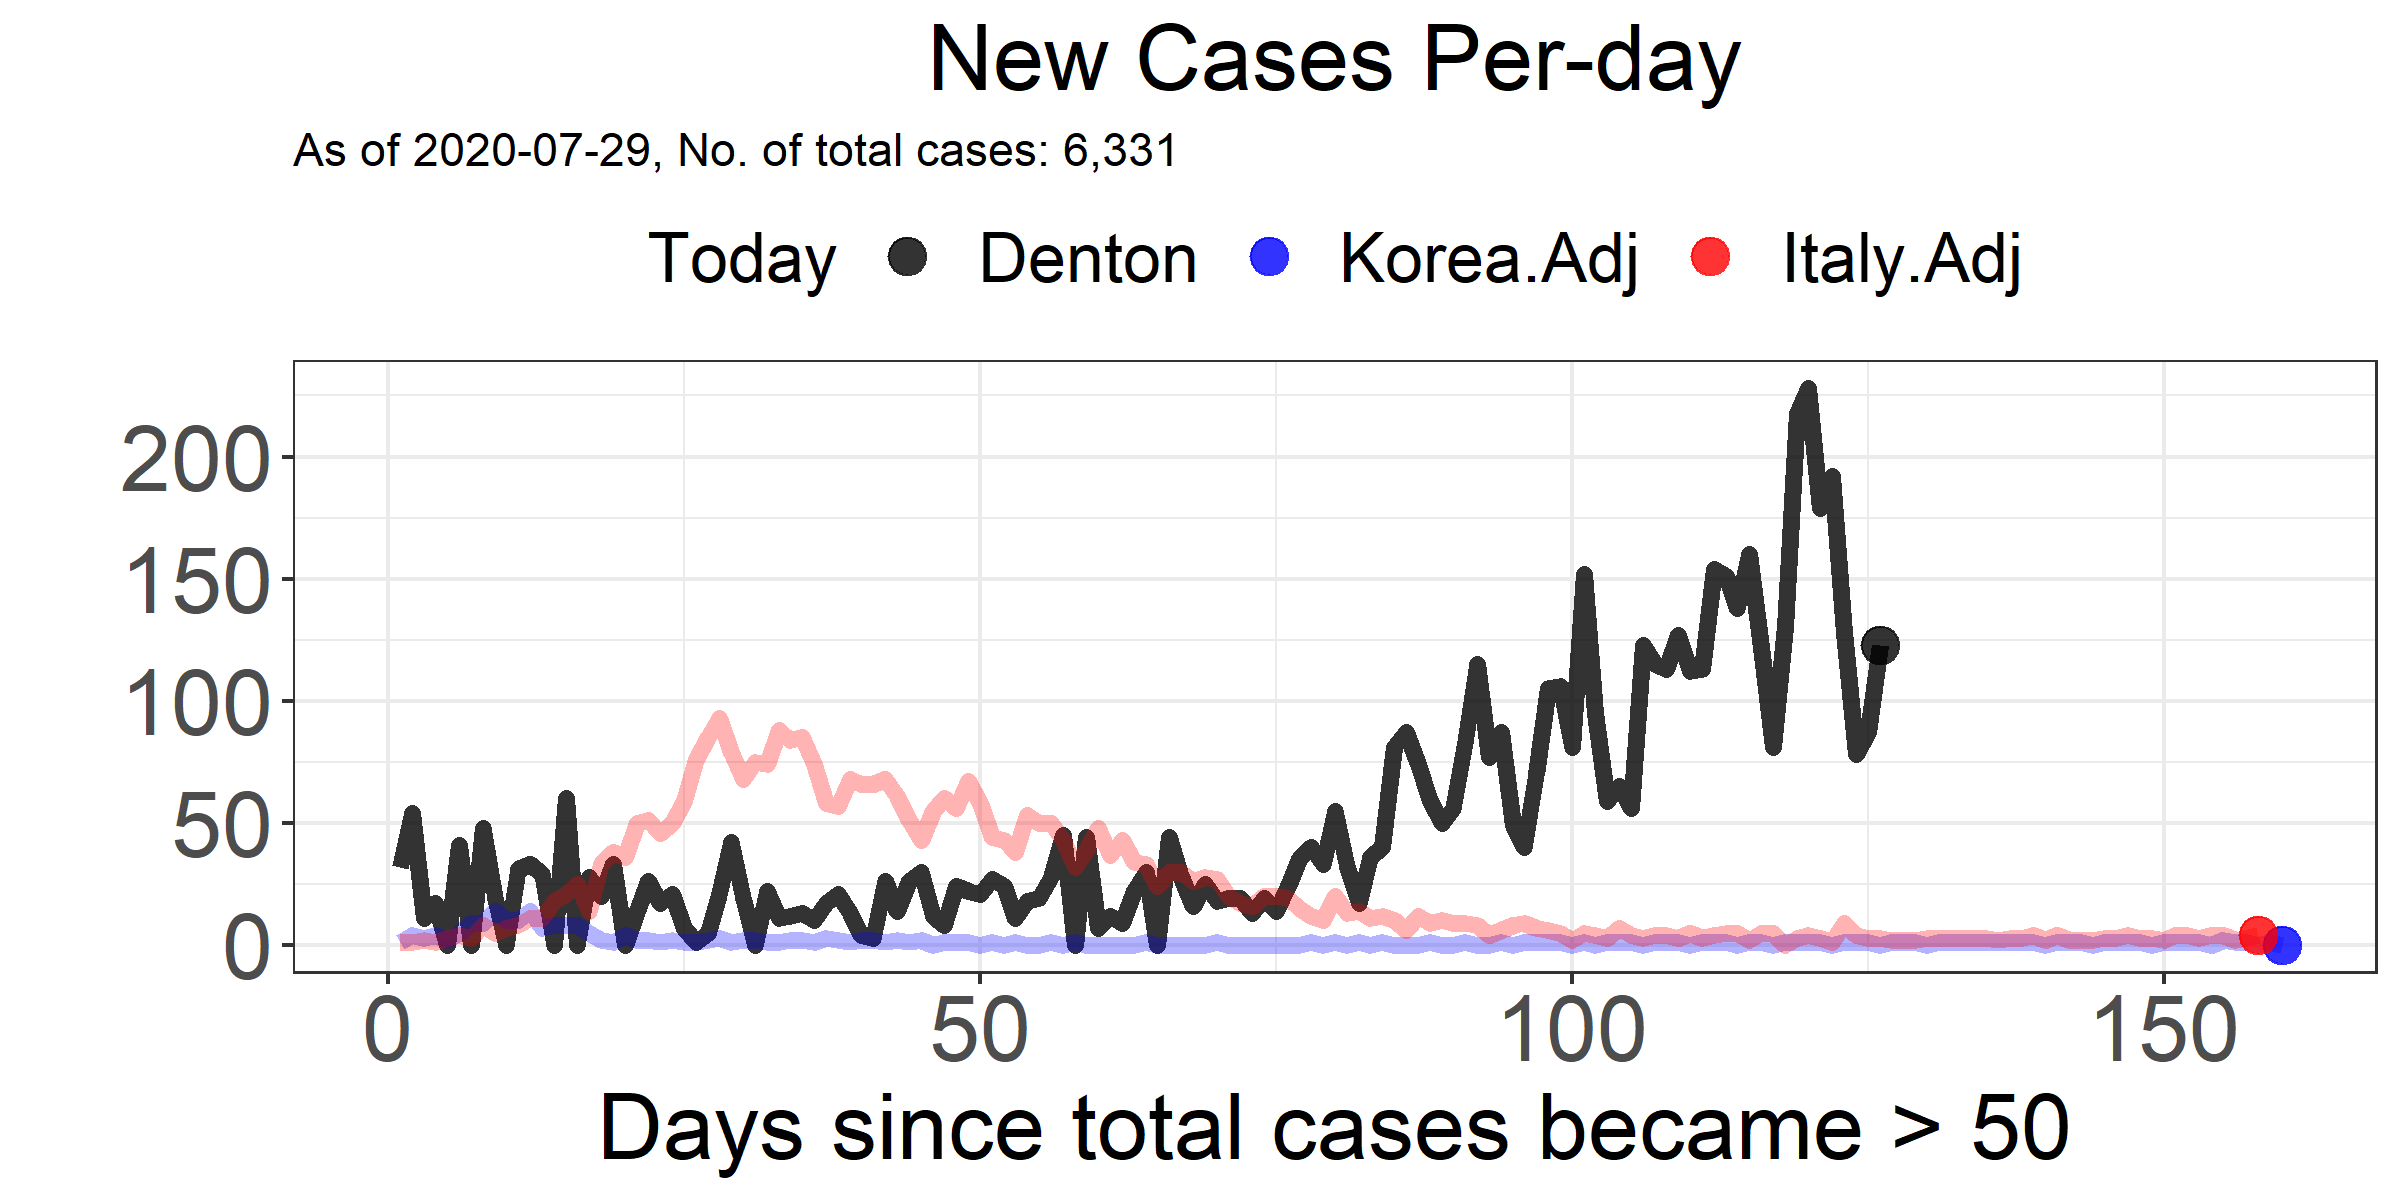 New Cases Per-day
As of 2020-07-29, No. of total cases: 6,331
Today Denton Korea.Adj Italy.Adj
200
150
100
50
0
0 50 100 150
Days since total cases became > 50